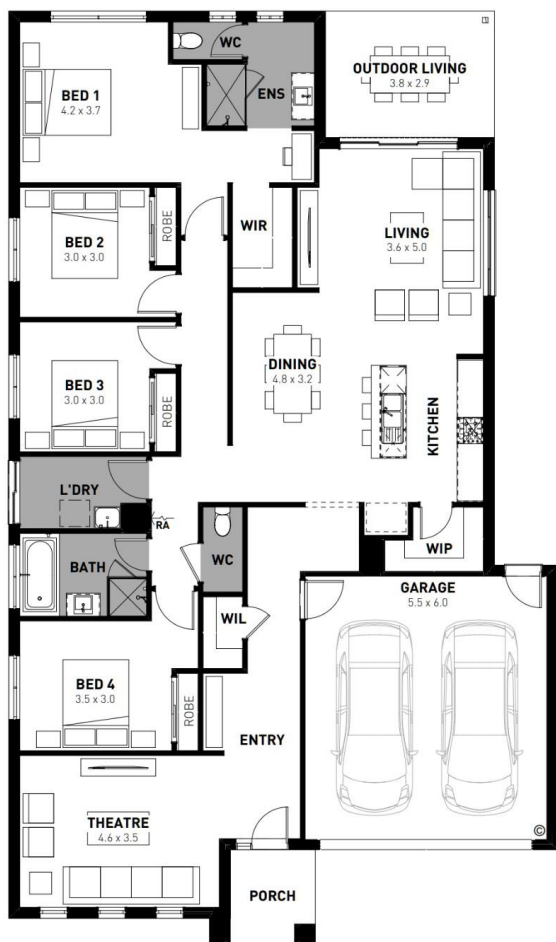 WC
OUTDOOR LIVING
3.8 x 2.9
BED 1
4.2 x 3.7
ENS
BED 2
3.0 x 3.0
ROBE
WIR
LIVING
3.6 x 5.0
BED 3
3.0 x 3.0
ROBE
DINING
4.8 x 3.2
KITCHEN
L'DRY
RA
BATH
WC
WIP
WIL
GARAGE
5.5 x 6.0
BED 4
3.5 x 3.0
ROBE
ENTRY
THEATRE
4.6 x 3.5
©
PORCH